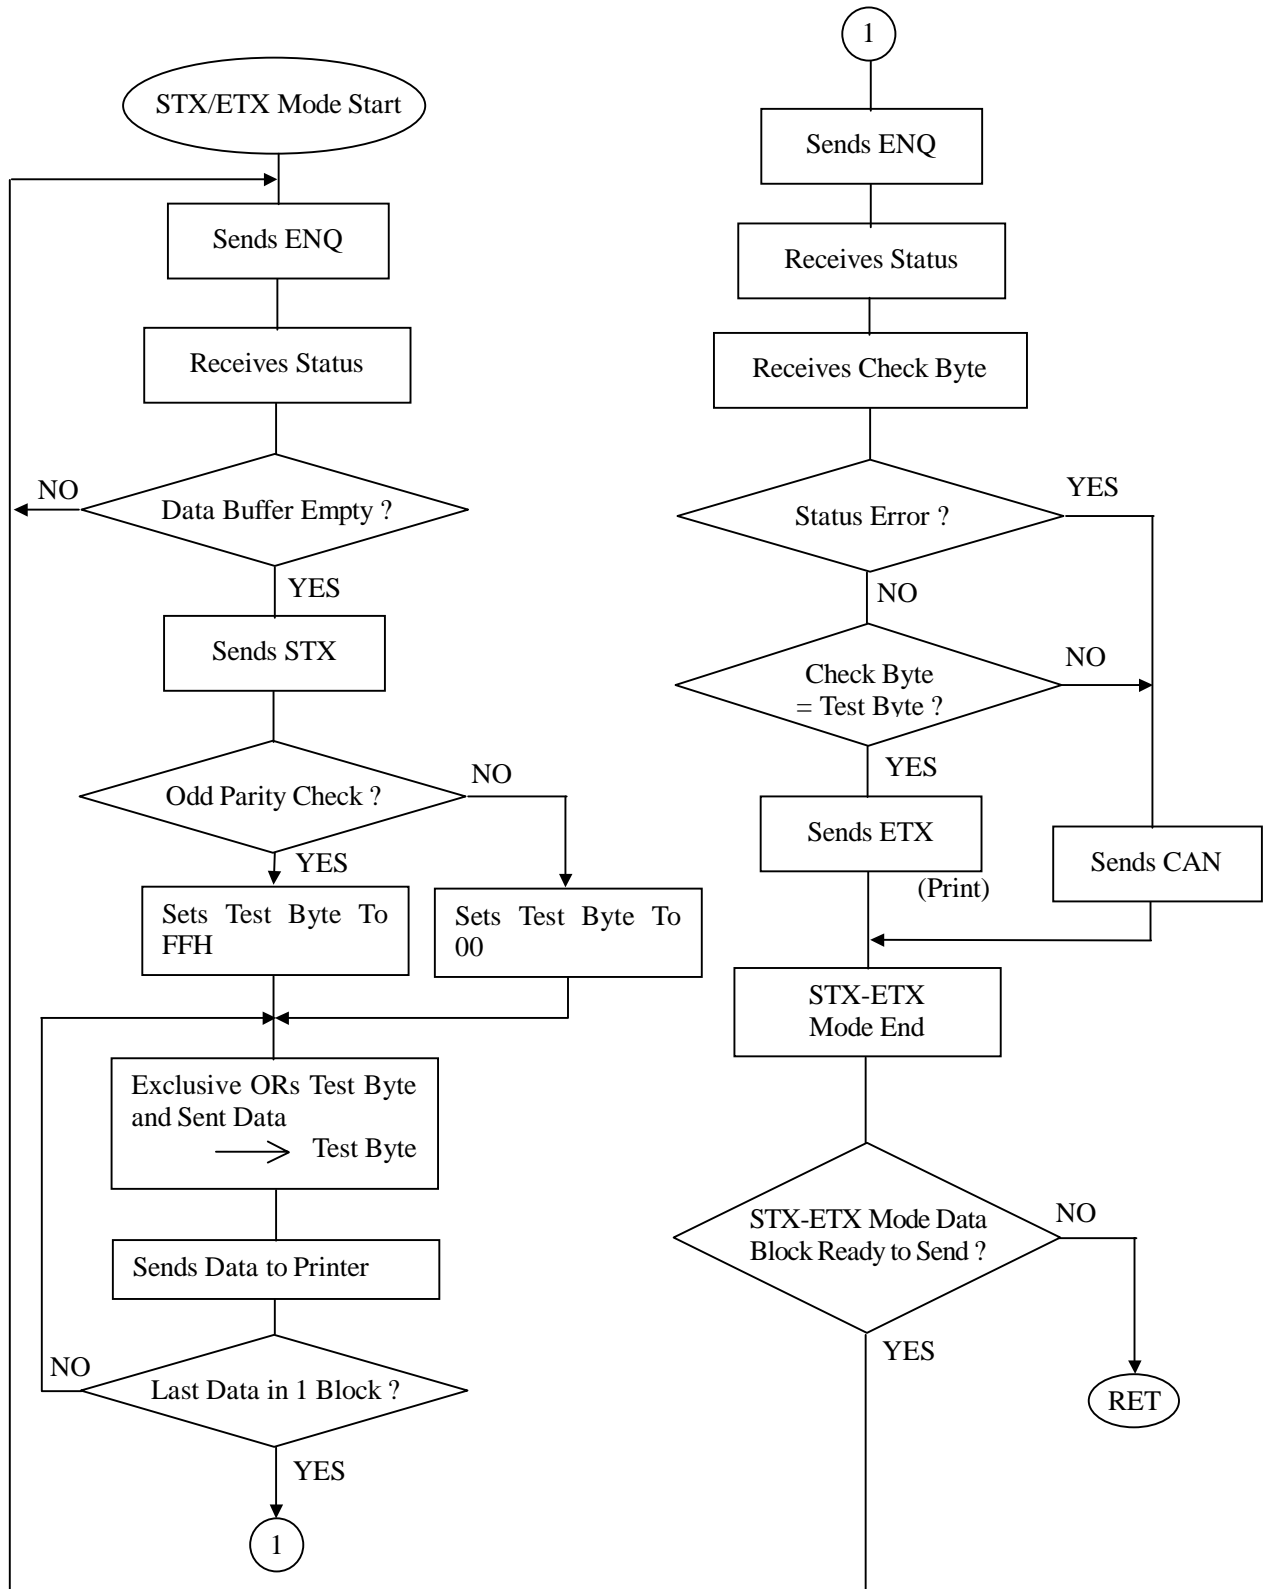 STX/ETX Mode Start
Sends ENQ
Receives Status
Data Buffer Empty ?
NO
YES
Sends STX
Odd Parity Check ?
NO
YES
Sets Test Byte To
FFH
Sets Test Byte To
00
Exclusive ORs Test Byte
and Sent Data
Test Byte
Sends Data to Printer
Last Data in 1 Block ?
NO
YES
1
1
Sends ENQ
Receives Status
Receives Check Byte
Status Error ?
YES
NO
Check Byte
= Test Byte ?
NO
YES
Sends ETX
(Print)
Sends CAN
STX-ETX
Mode End
STX-ETX Mode Data
Block Ready to Send ?
NO
YES
RET